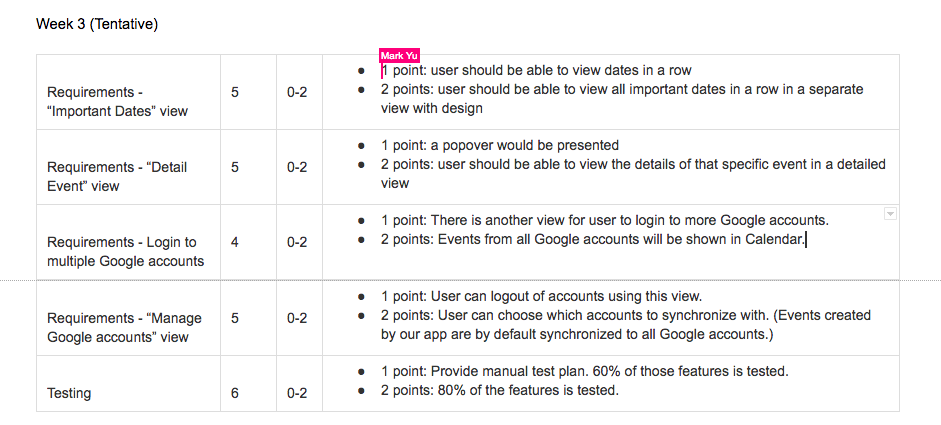 Week 3 (Tentative)
Mark Yu
Requirements -
“Important Dates” view
5
0-2
● 1 point: user should be able to view dates in a row
● 2 points: user should be able to view all important dates in a row in a separate
view with design
Requirements - “Detail
Event” view
5
0-2
● 1 point: a popover would be presented
● 2 points: user should be able to view the details of that specific event in a detailed
view
Requirements - Login to
multiple Google accounts
4
0-2
● 1 point: There is another view for user to login to more Google accounts.
● 2 points: Events from all Google accounts will be shown in Calendar.
Requirements - “Manage
Google accounts” view
5
0-2
● 1 point: User can logout of accounts using this view.
● 2 points: User can choose which accounts to synchronize with. (Events created
by our app are by default synchronized to all Google accounts.)
Testing
6
0-2
● 1 point: Provide manual test plan. 60% of those features is tested.
● 2 points: 80% of the features is tested.